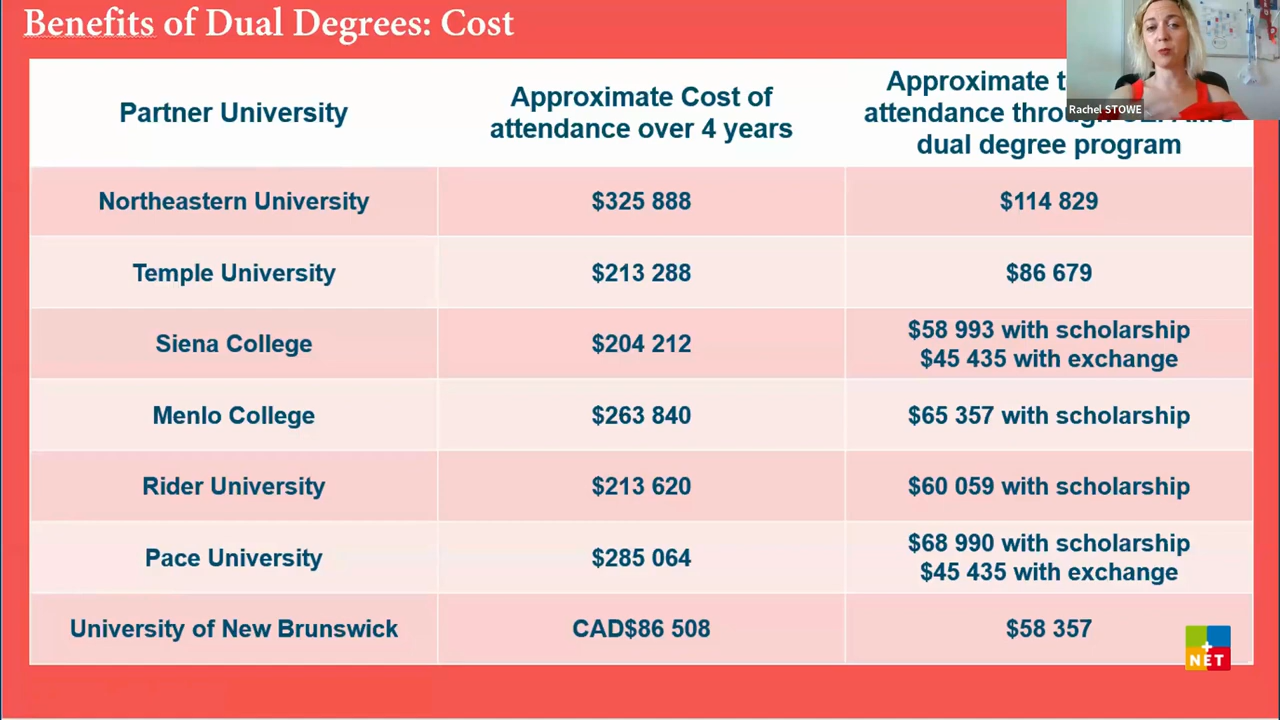 Benefits of Dual Degrees: Cost
Partner University
Approximate Cost of
attendance over 4 years
Approximate
attendance
dual degree program
Rachel STOWE
Northeastern University
$325 888
$114 829
Temple University
$213 288
$86 679
Siena College
$204 212
$58 993 with scholarship
$45 435 with exchange
Menlo College
$263 840
$65 357 with scholarship
Rider University
$213 620
$60 059 with scholarship
Pace University
$285 064
$68 990 with scholarship
$45 435 with exchange
University of New Brunswick
CAD$86 508
$58 357
+
NET